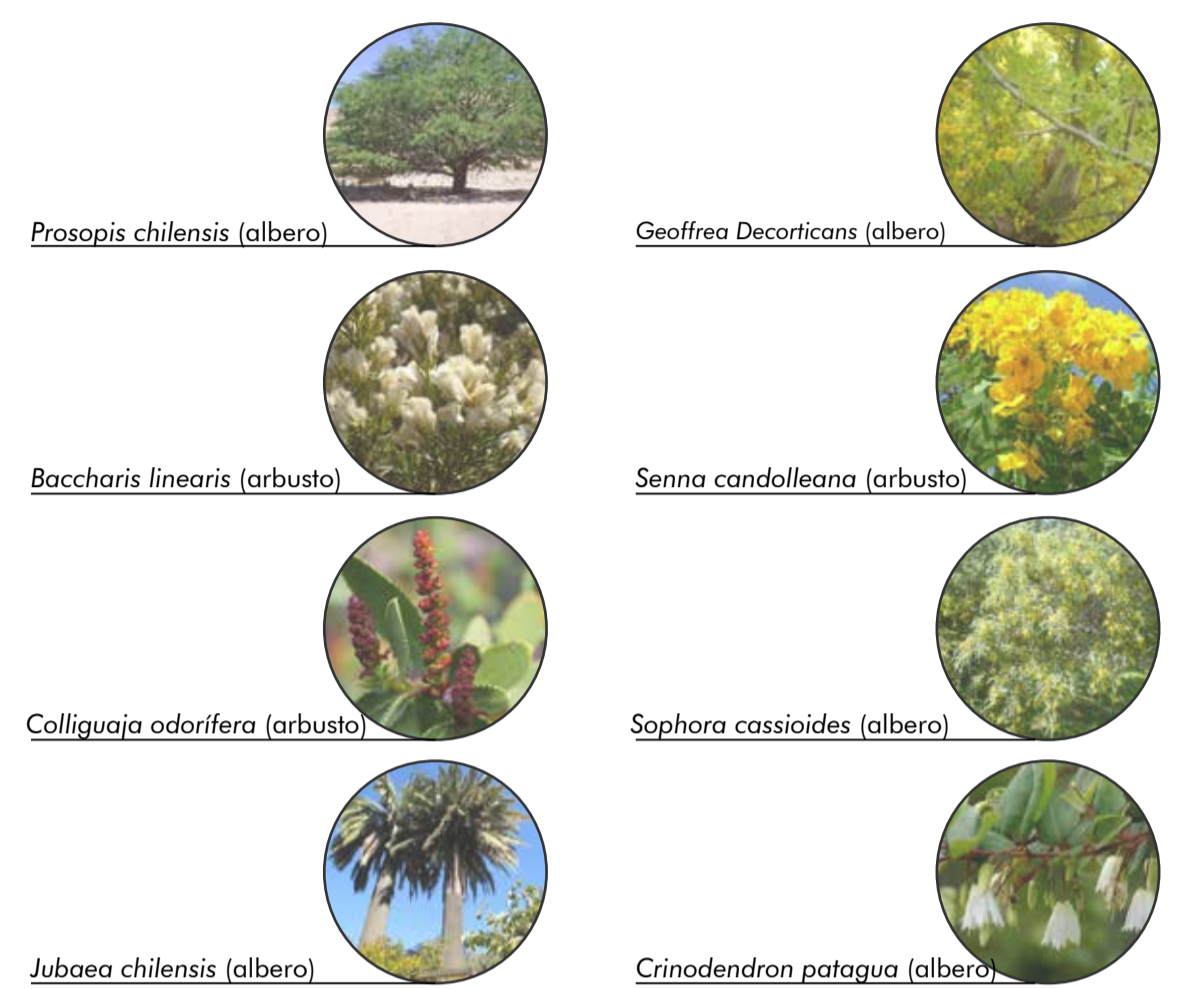 Prosopis chilensis (albero)
Geoffrea Decorticans (albero)
Baccharis linearis (arbusto)
Senna candolleana (arbusto)
Colliguaja odorífera (arbusto)
Sophora cassioides (albero)
Jubaea chilensis (albero)
Crinodendron patagua (albero)